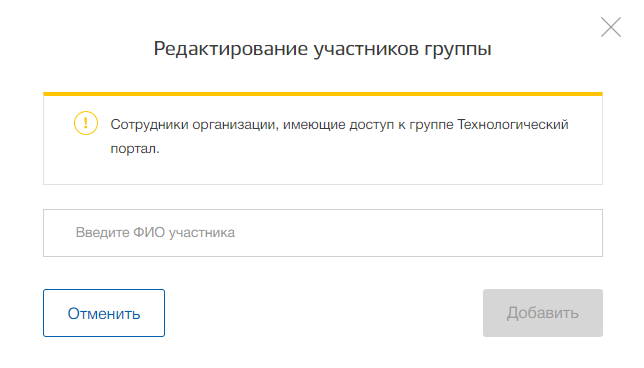 Редактирование участников группы
! Сотрудники организации, имеющие доступ к группе Технологический
портал.
Введите ФИО участника
Отменить
Добавить